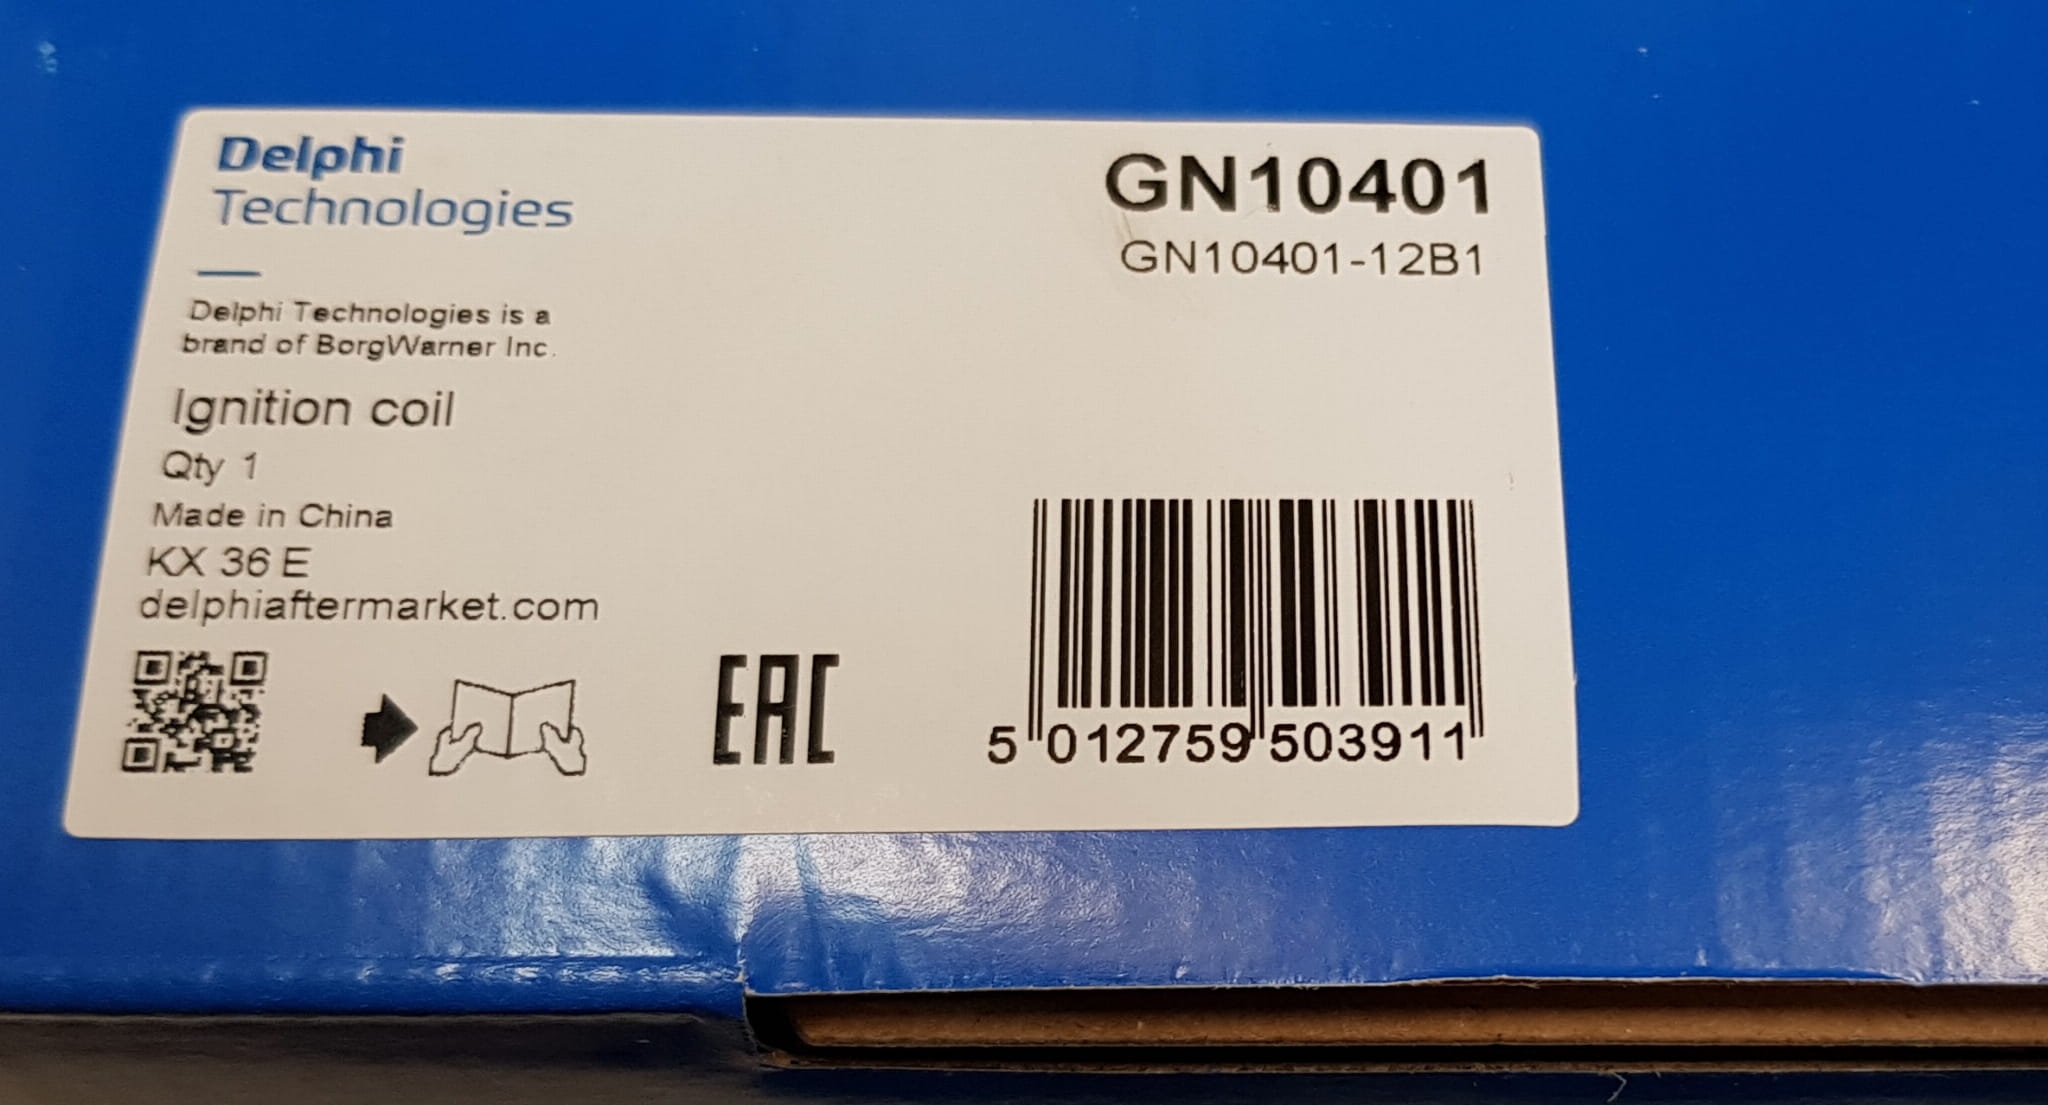 Delphi
Technologies
GN10401
GN10401-12B1
Delphi Technologies is a
brand of BorgWarner Inc.
Ignition coil
Qty 1
Made in China
KX 36 E
delphiaftermarket.com
EAC
5 012759 503911